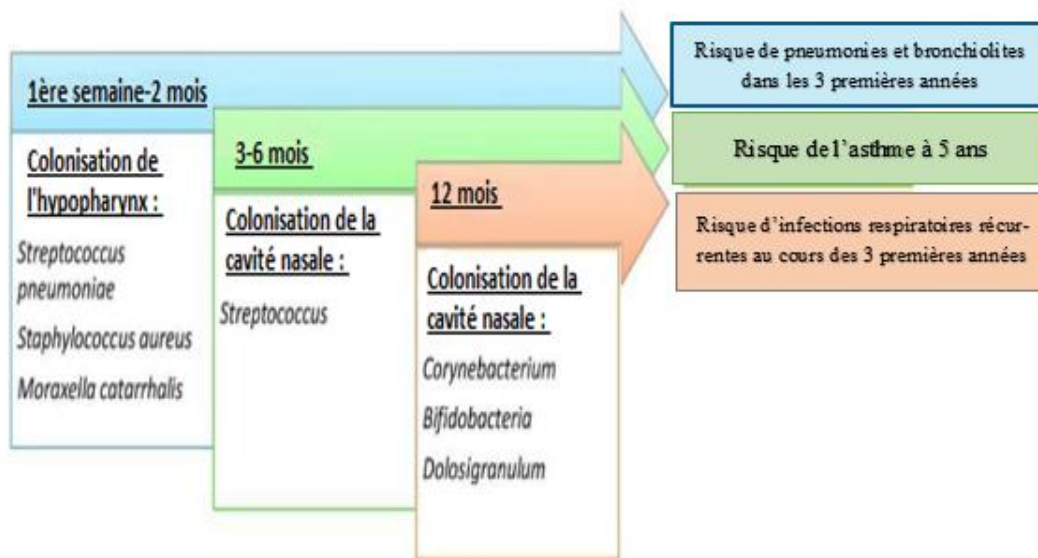 1ère semaine-2 mois
Colonisation de
l'hypopharynx :
Streptococcus
pneumoniae
Staphylococcus aureus
Moraxella catarrhalis
3-6 mois
Colonisation de la
cavité nasale :
Streptococcus
12 mois
Colonisation de la
cavité nasale :
Corynebacterium
Bifidobacteria
Dolosigranulum
Risque de pneumonies et bronchiolites
dans les 3 premières années
Risque de l'asthme à 5 ans
Risque d'infections respiratoires récur-
rentes au cours des 3 premières années